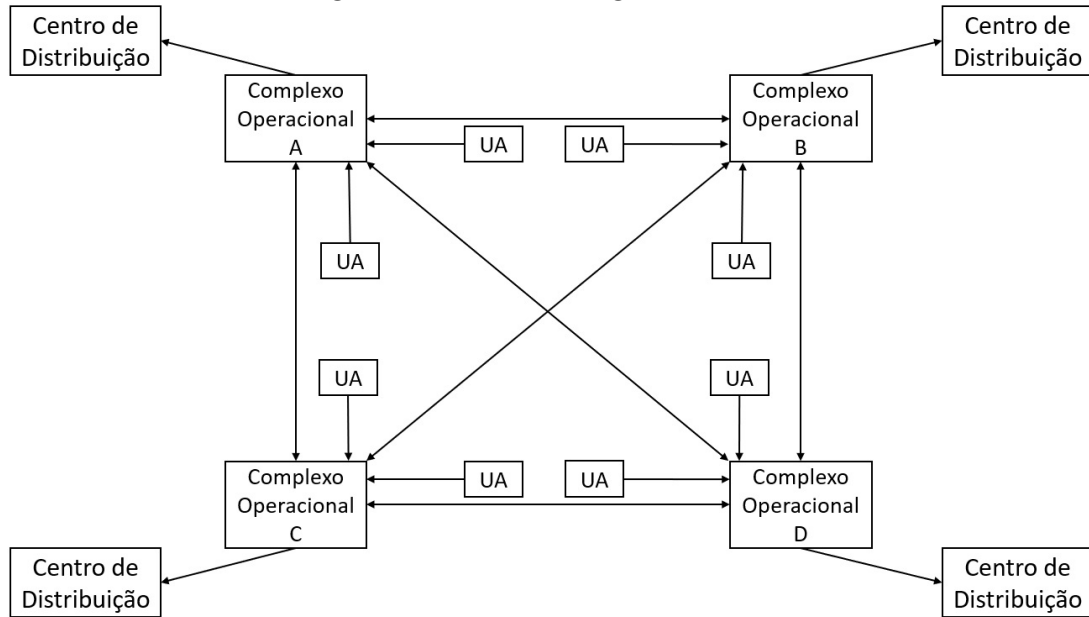 Centro de
Distribuição
Centro de
Distribuição
Complexo
Operacional
A
Complexo
Operacional
B
UA
UA
UA
UA
UA
UA
Complexo
Operacional
C
UA
UA
Complexo
Operacional
D
Centro de
Distribuição
Centro de
Distribuição